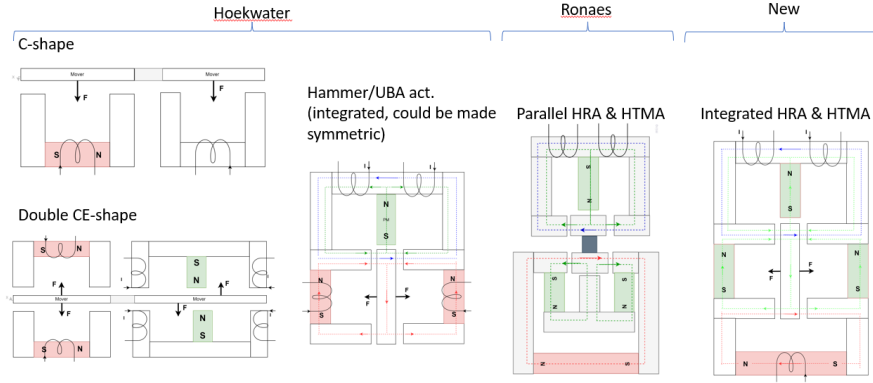 Hoekwater
Ronaes
New
C-shape
Mover
Mover
F
F
S
N
Hammer/UBA act.
(integrated, could be made
symmetric)
Parallel HRA & HTMA
Integrated HRA & HTMA
I
I
N
PM
S
N
N
F
F
S
S
S
N
N
N
S
S
N
S
I
I
N
S
N
N
F
F
S
S
N
S
Double CE-shape
S
N
S
N
I
I
F
F
Mover
Mover
F
F
I
I
N
S
S
N